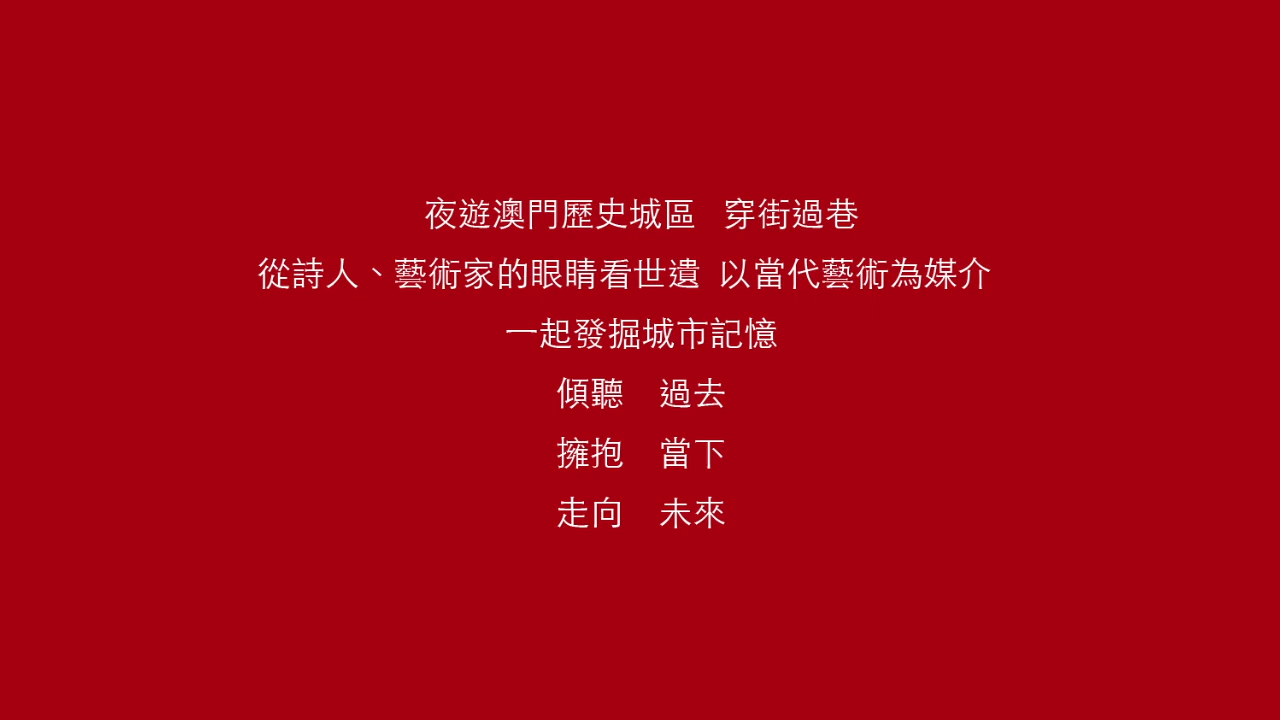 夜遊澳門歷史城區 穿街過巷
從詩人、藝術家的眼睛看世遺 以當代藝術為媒介
一起發掘城市記憶
傾聽 過去
擁抱 當下
走向 未來